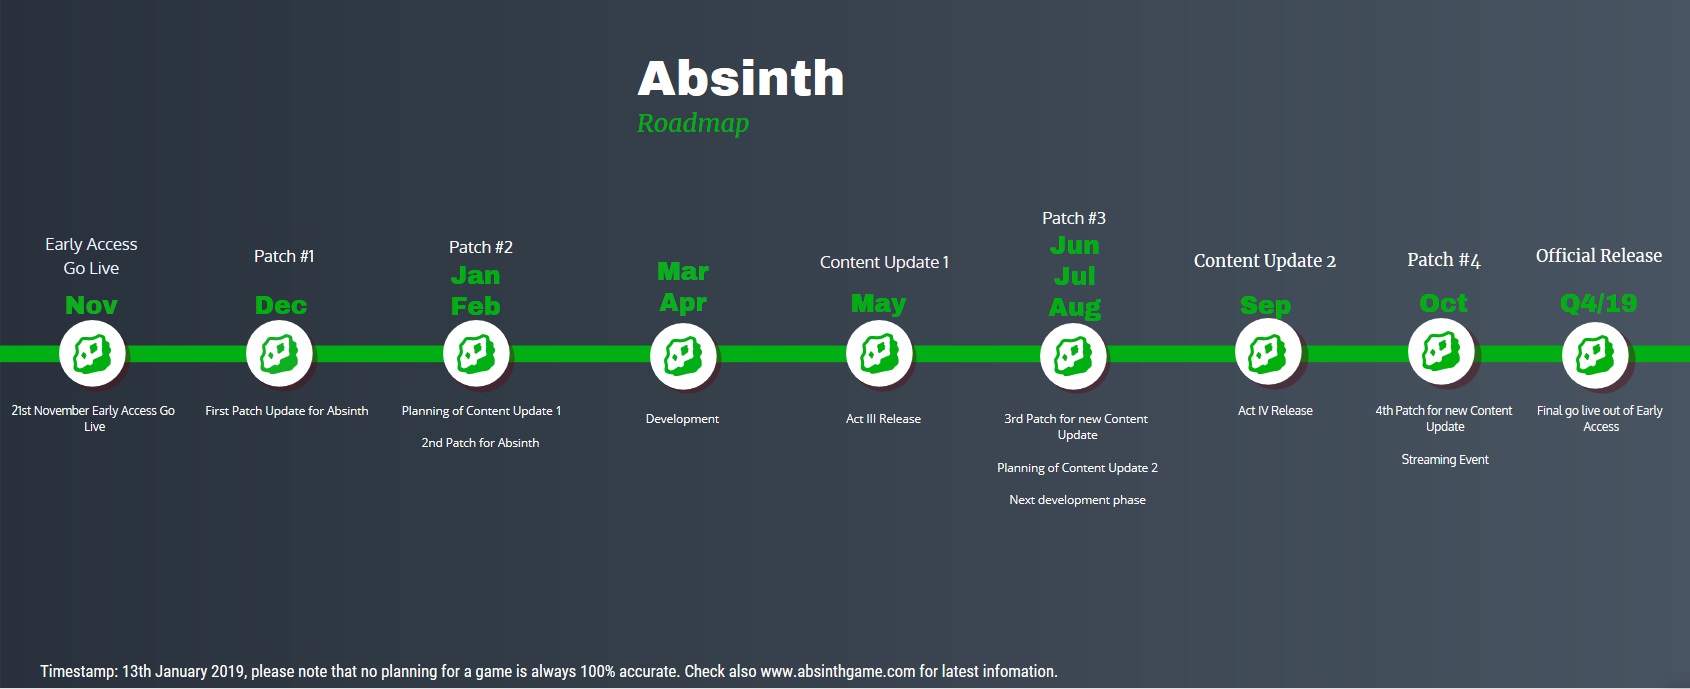 Absinth
Roadmap
Early Access
Go Live
Nov
21st November Early Access Go
Live
Patch #1
Dec
First Patch Update for Absinth
Patch #2
Jan
Feb
Planning of Content Update 1
2nd Patch for Absinth
Mar
Apr
Development
Content Update 1
May
Act III Release
Patch #3
Jun
Jul
Aug
3rd Patch for new Content
Update
Planning of Content Update 2
Next development phase
Content Update 2
Sep
Act IV Release
Patch #4
Oct
4th Patch for new Content
Update
Streaming Event
Official Release
Q4/19
Final go live out of Early
Access
Timestamp: 13th January 2019, please note that no planning for a game is always 100% accurate. Check also www.absinthgame.com for latest infomation.